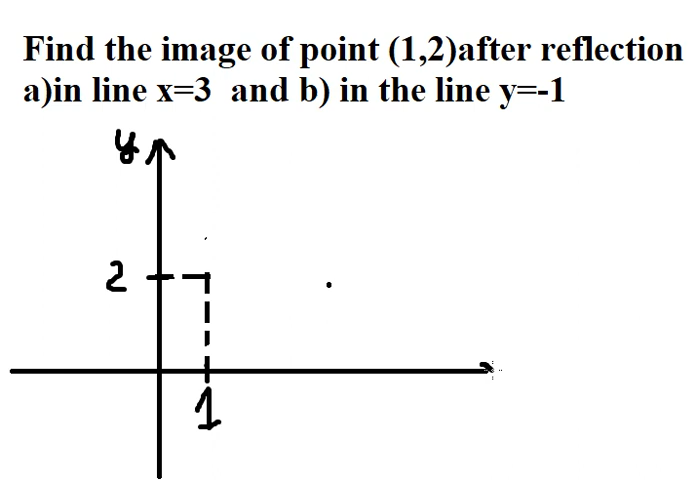 Find the image of point (1,2)after reflection
a)in line x=3 and b) in the line y=-1
y
2
1